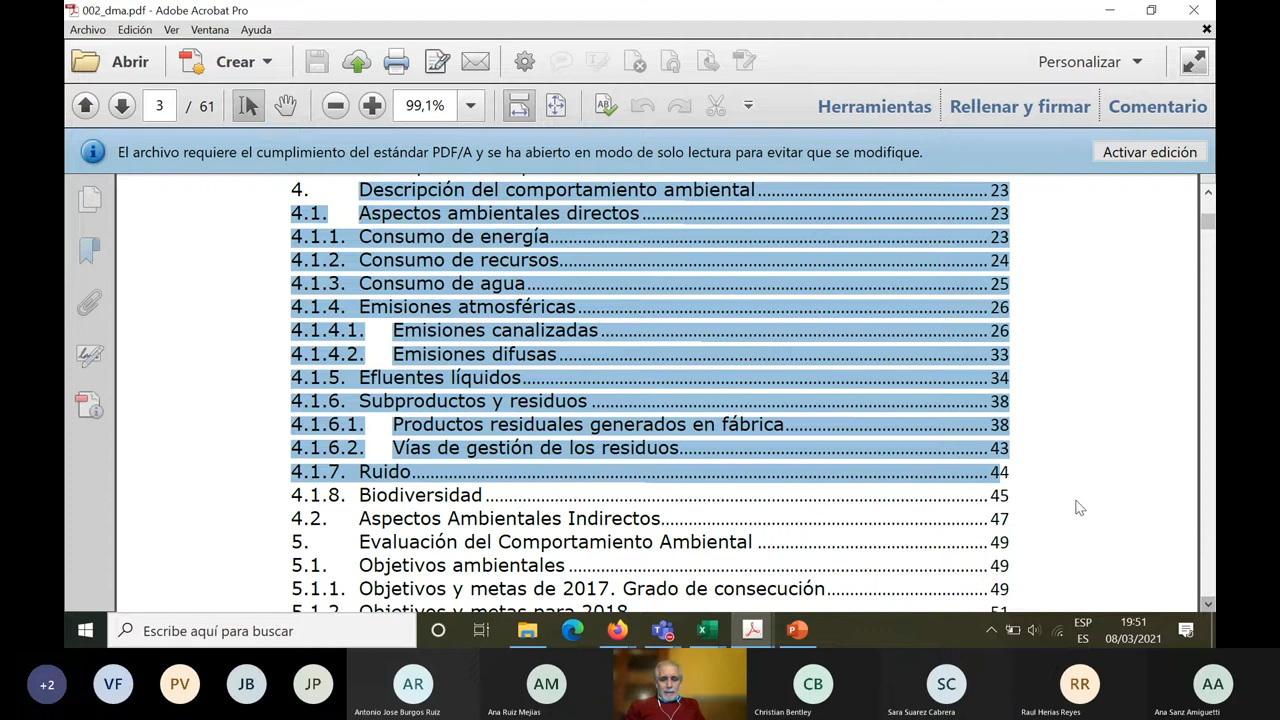 002_dma.pdf - Adobe Acrobat Pro
Archivo Edición Ver Ventana Ayuda
Abrir Crear Personalizar
3 / 61 99,1% Herramientas Rellenar y firmar Comentario
El archivo requiere el cumplimiento del estándar PDF/A y se ha abierto en modo de solo lectura para evitar que se modifique. Activar edición
4. Descripción del comportamiento ambiental 23
4.1. Aspectos ambientales directos 23
4.1.1. Consumo de energía 23
4.1.2. Consumo de recursos 24
4.1.3. Consumo de agua 25
4.1.4. Emisiones atmosféricas 26
4.1.4.1. Emisiones canalizadas 26
4.1.4.2. Emisiones difusas 33
4.1.5. Efluentes líquidos 34
4.1.6. Subproductos y residuos 38
4.1.6.1. Productos residuales generados en fábrica 38
4.1.6.2. Vías de gestión de los residuos 43
4.1.7. Ruido 44
4.1.8. Biodiversidad 45
4.2. Aspectos Ambientales Indirectos 47
5. Evaluación del Comportamiento Ambiental 49
5.1. Objetivos ambientales 49
5.1.1. Objetivos y metas de 2017. Grado de consecución 49
5.1.2. Objetivos y metas para 2018 51
Escribe aquí para buscar
ESP
ES
19:51
08/03/2021
+2 VF PV JB JP AR AM CB SC RR AA
Antonio Jose Burgos Ruiz Ana Ruiz Mejias Christian Bentley Sara Suarez Cabrera Raul Herias Reyes Ana Sanz Amiguetti